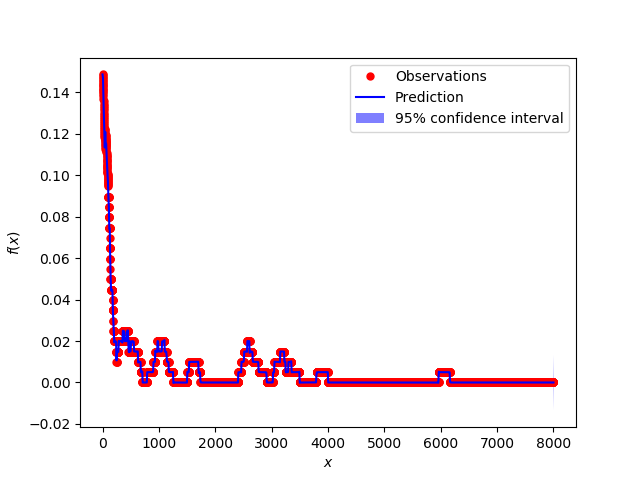 Observations
Prediction
95% confidence interval
f(x)
0.14
0.12
0.10
0.08
0.06
0.04
0.02
0.00
−0.02
0 1000 2000 3000 4000 5000 6000 7000 8000
x